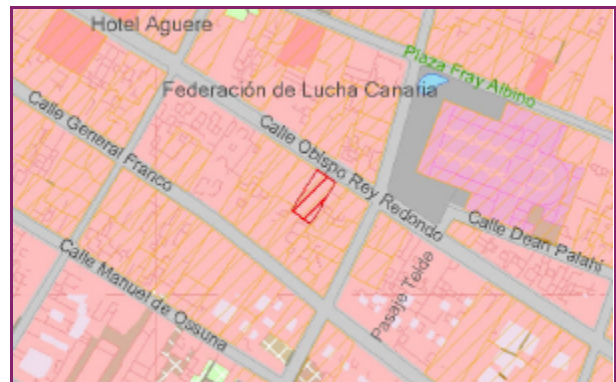 Hotel Aguere
Plaza Fray Albino
Federación de Lucha Canaria
Calle General Franco
Calle Obispo Rey Redondo
Calle Dean Palahi
Calle Manuel de Ossuna
Pasaje Telde